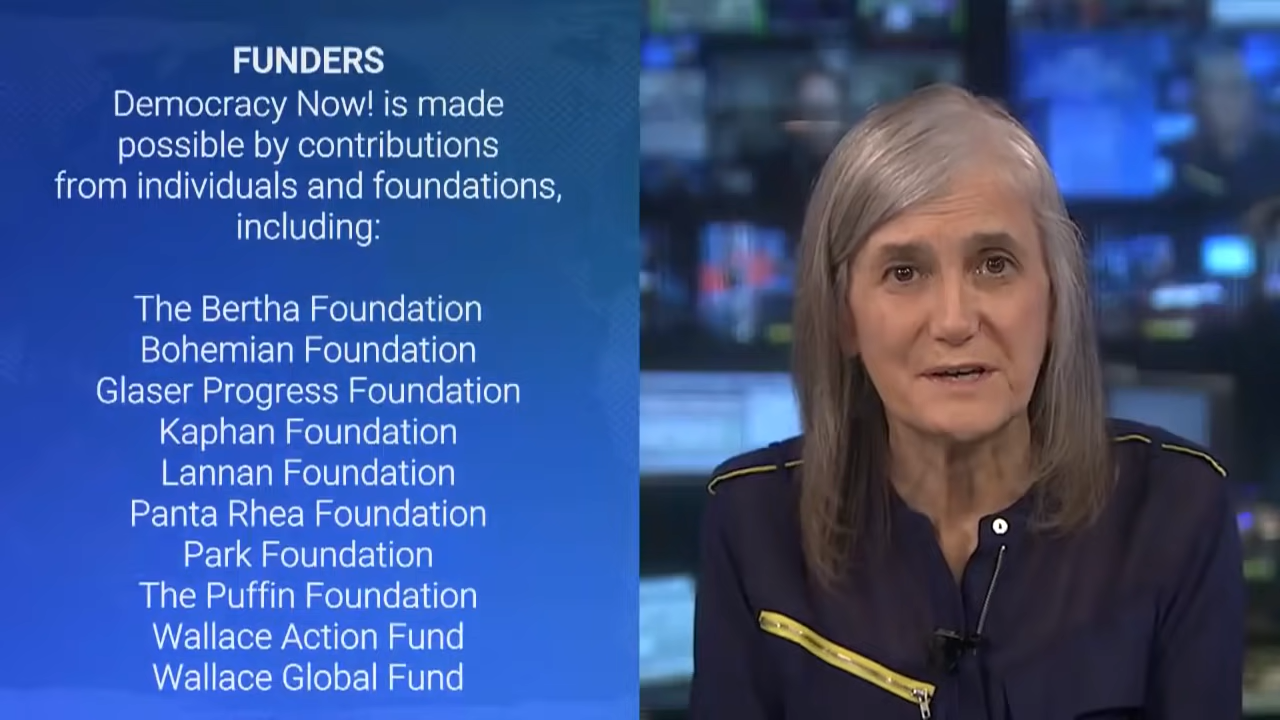 FUNDERS
Democracy Now! is made
possible by contributions
from individuals and foundations,
including:
The Bertha Foundation
Bohemian Foundation
Glaser Progress Foundation
Kaphan Foundation
Lannan Foundation
Panta Rhea Foundation
Park Foundation
The Puffin Foundation
Wallace Action Fund
Wallace Global Fund